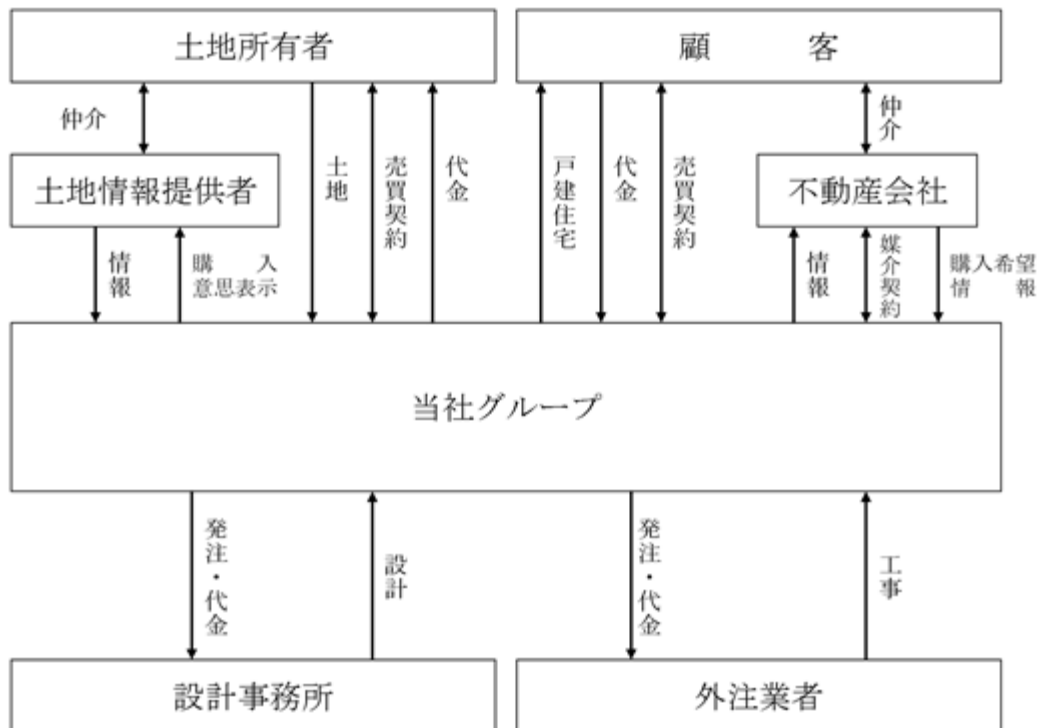 土地所有者
顧 客
仲介
仲介
土地情報提供者
土地
売買契約
代金
戸建住宅
代金
売買契約
不動産会社
情報
購 入
意思表示
情報
媒介契約
購入希望
情 報
当社グループ
発注・代金
設計
発注・代金
工事
設計事務所
外注業者